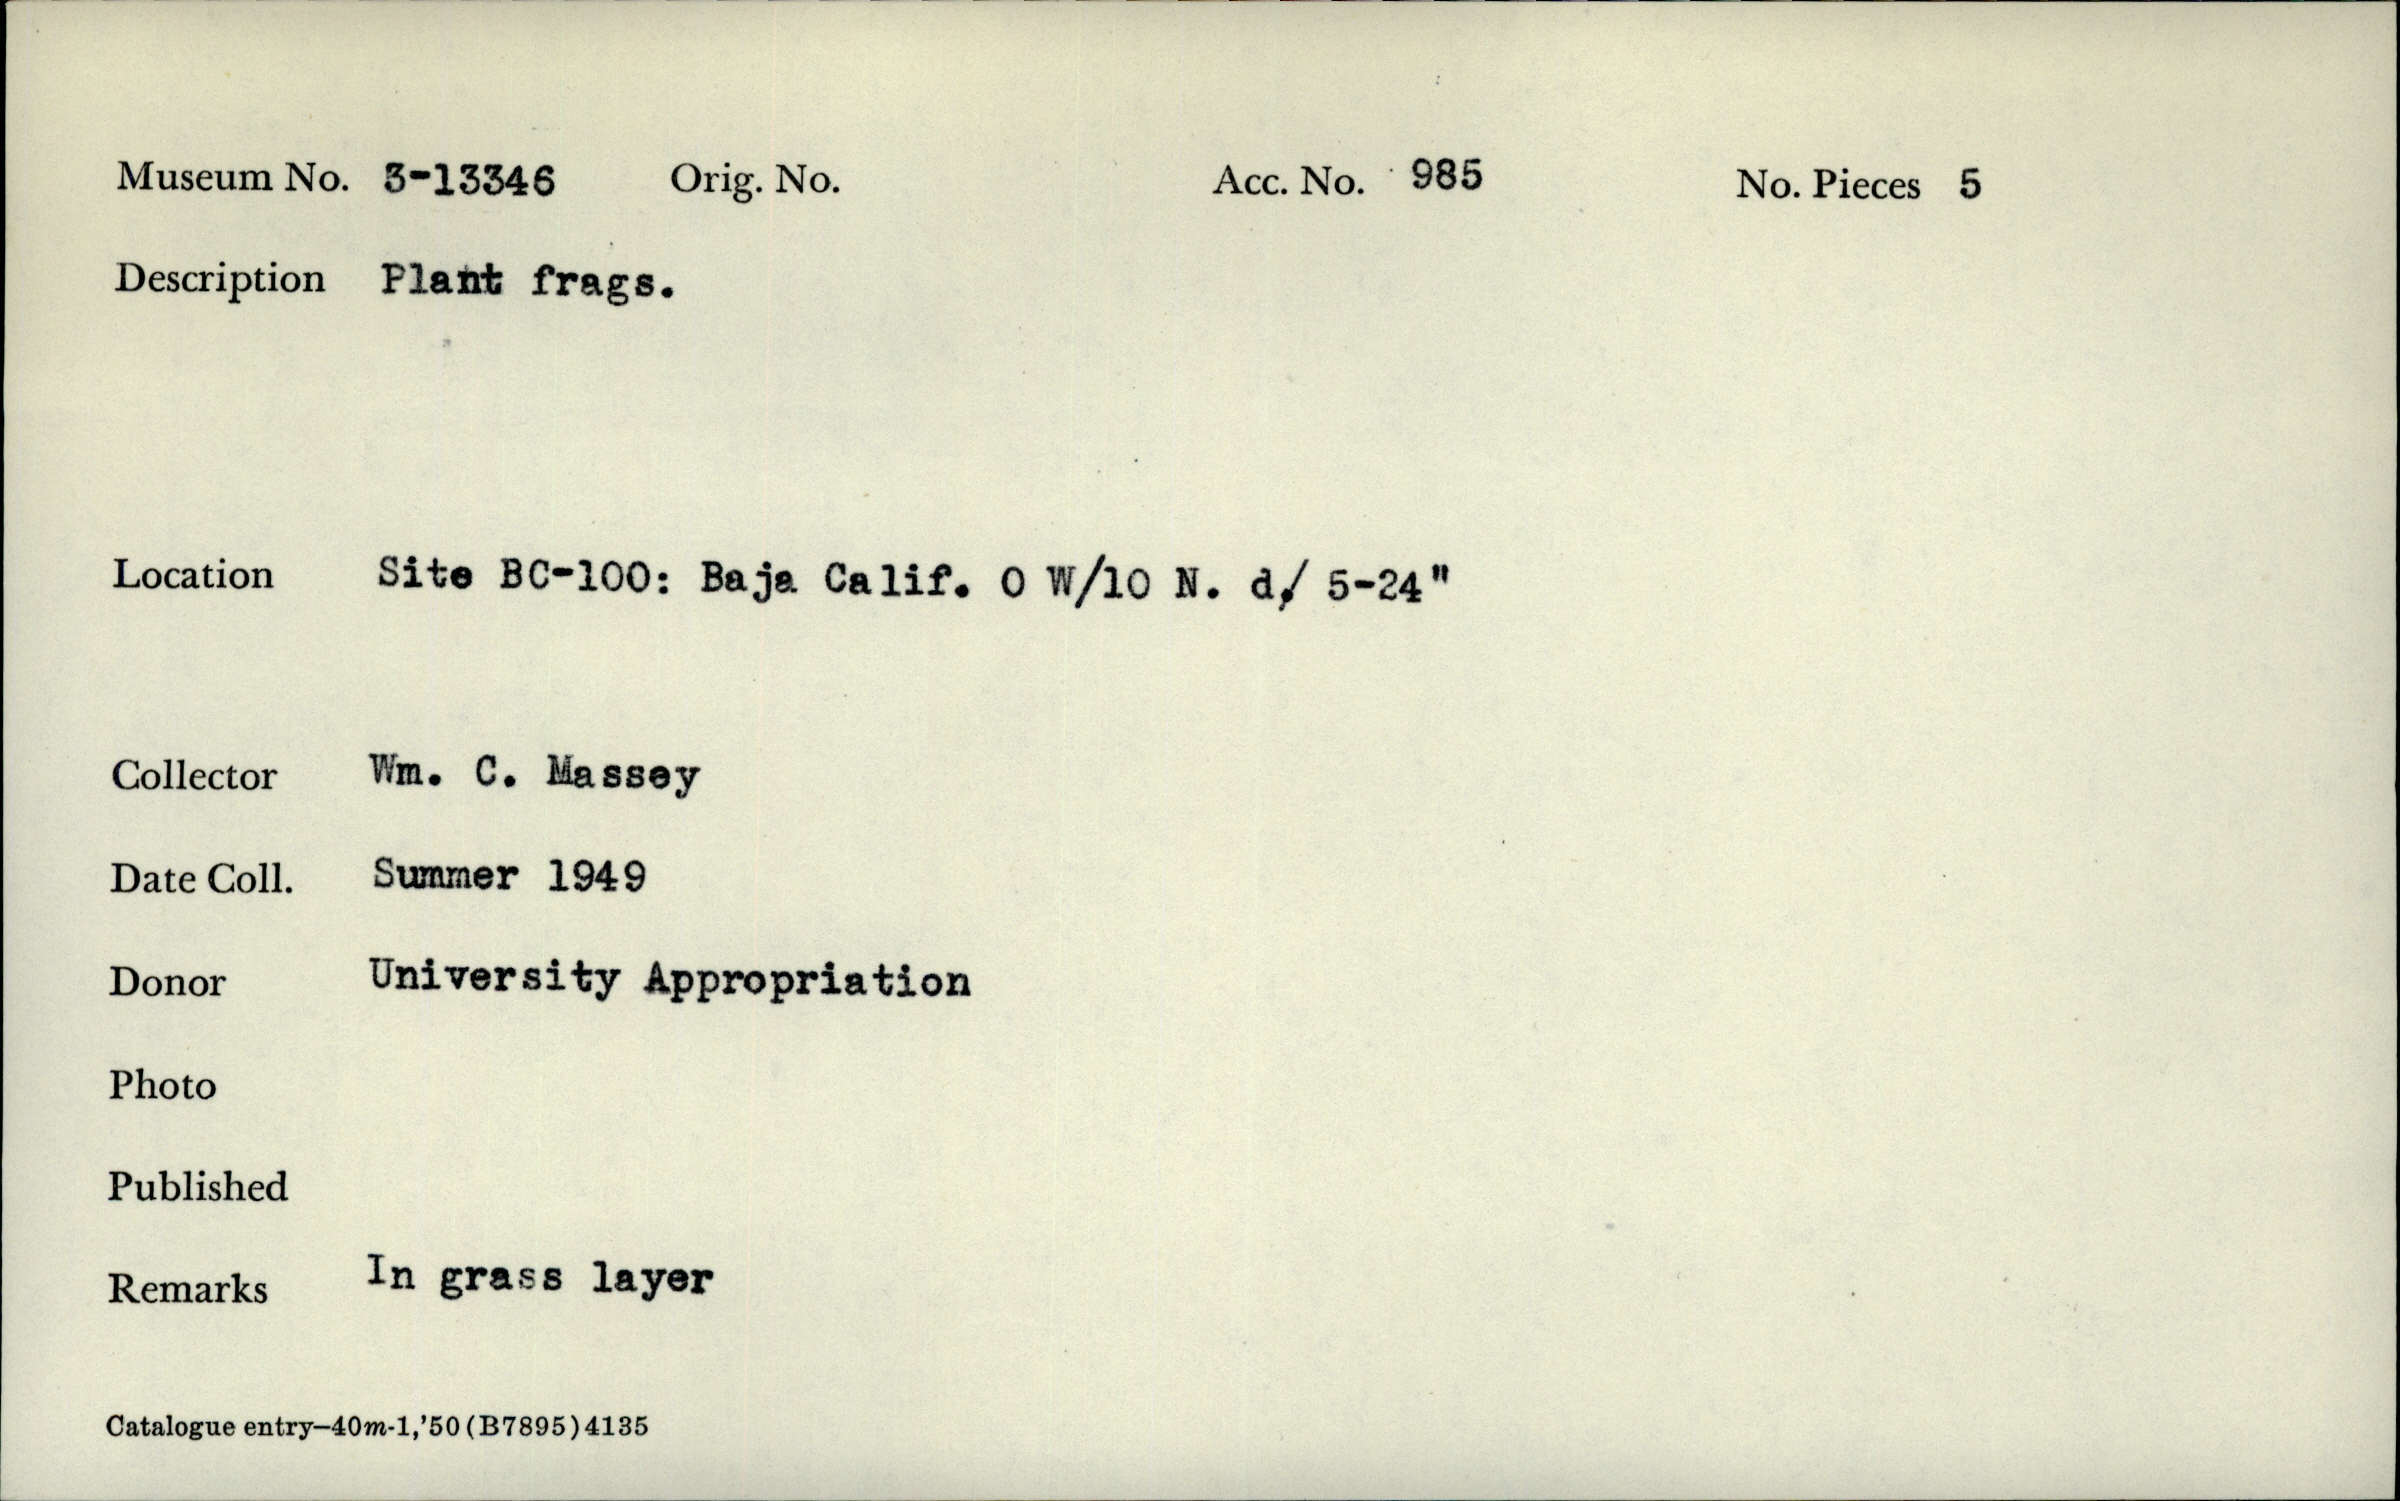 Museum No. 3-13346 Orig. No. Acc. No. 985 No. Pieces 5
Description Plant frags.
Location Site BC-100: Baja Calif. 0 W/10 N. d./ 5-24"
Collector Wm. C. Massey
Date Coll. Summer 1949
Donor University Appropriation
Photo
Published
Remarks In grass layer
Catalogue entry—40m-1,'50 (B7895) 4135